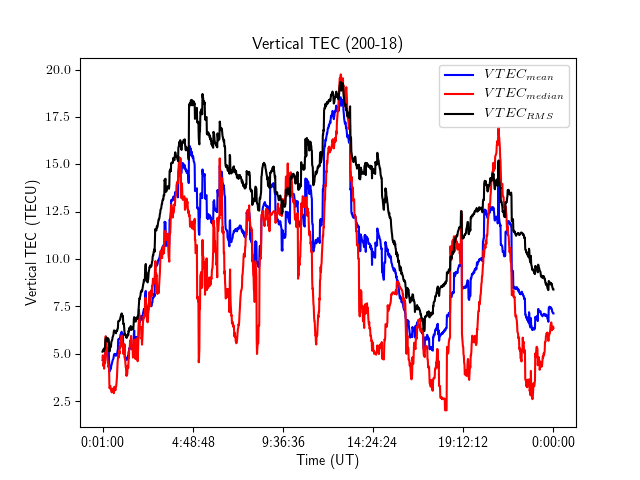 Vertical TEC (200-18)
VTEC_mean
VTEC_median
VTEC_RMS
Vertical TEC (TECU)
20.0
17.5
15.0
12.5
10.0
7.5
5.0
2.5
0:01:00 4:48:48 9:36:36 14:24:24 19:12:12 0:00:00
Time (UT)